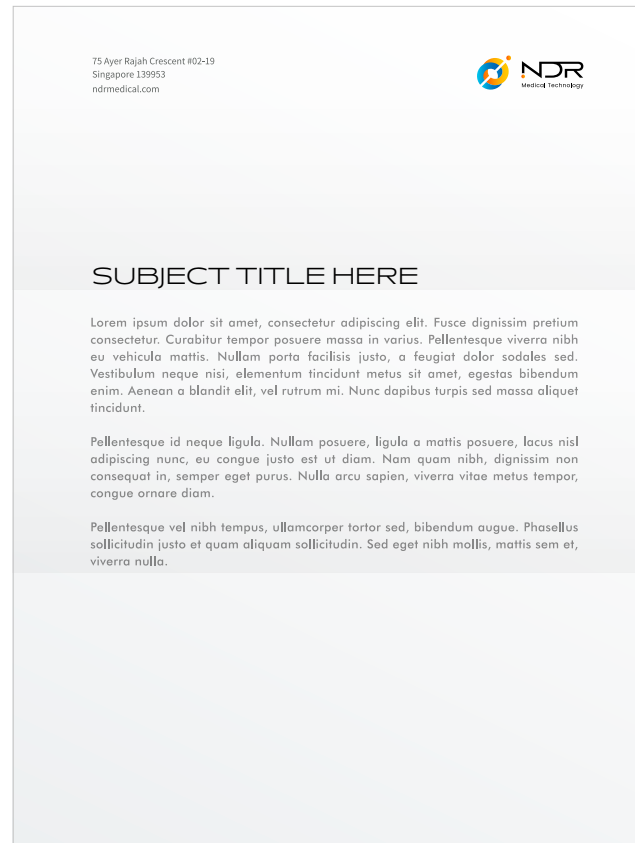 75 Ayer Rajah Crescent #02-19
Singapore 139953
ndrmedical.com
NDR
Medical Technology
SUBJECT TITLE HERE
Lorem ipsum dolor sit amet, consectetur adipiscing elit. Fusce dignissim pretium
consectetur. Curabitur tempor posuere massa in varius. Pellentesque viverra nibh
eu vehicula mattis. Nullam porta facilisis justo, a feugiat dolor sodales sed.
Vestibulum neque nisi, elementum tincidunt metus sit amet, egestas bibendum
enim. Aenean a blandit elit, vel rutrum mi. Nunc dapibus turpis sed massa aliquet
tincidunt.
Pellentesque id neque ligula. Nullam posuere, ligula a mattis posuere, lacus nisl
adipiscing nunc, eu congue justo est ut diam. Nam quam nibh, dignissim non
consequat in, semper eget purus. Nulla arcu sapien, viverra vitae metus tempor,
congue ornare diam.
Pellentesque vel nibh tempus, ullamcorper tortor sed, bibendum augue. Phasellus
sollicitudin justo et quam aliquam sollicitudin. Sed eget nibh mollis, mattis sem et,
viverra nulla.